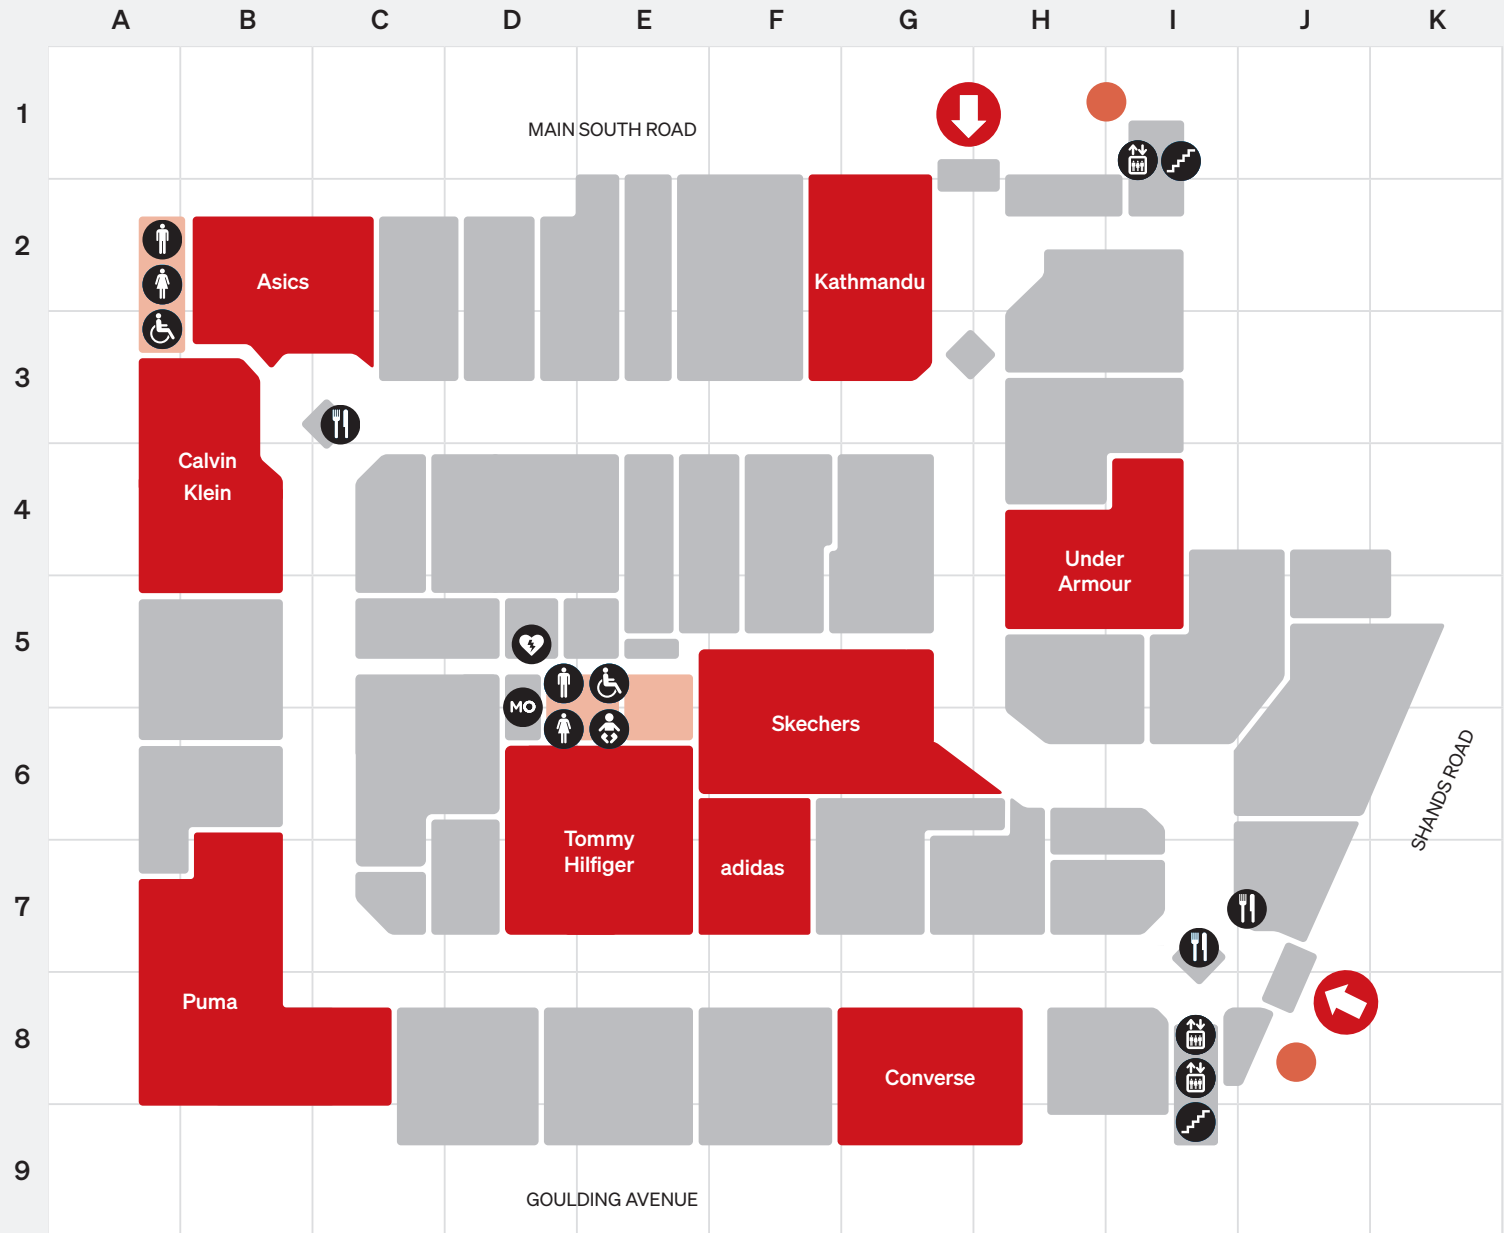 A B C D E F G H I J K
1
MAIN SOUTH ROAD
2
Asics
Kathmandu
3
Calvin
Klein
4
Under
Armour
5
MO
Skechers
6
SHANDS ROAD
Tommy
Hilfiger
adidas
7
Puma
8
Converse
9
GOULDING AVENUE